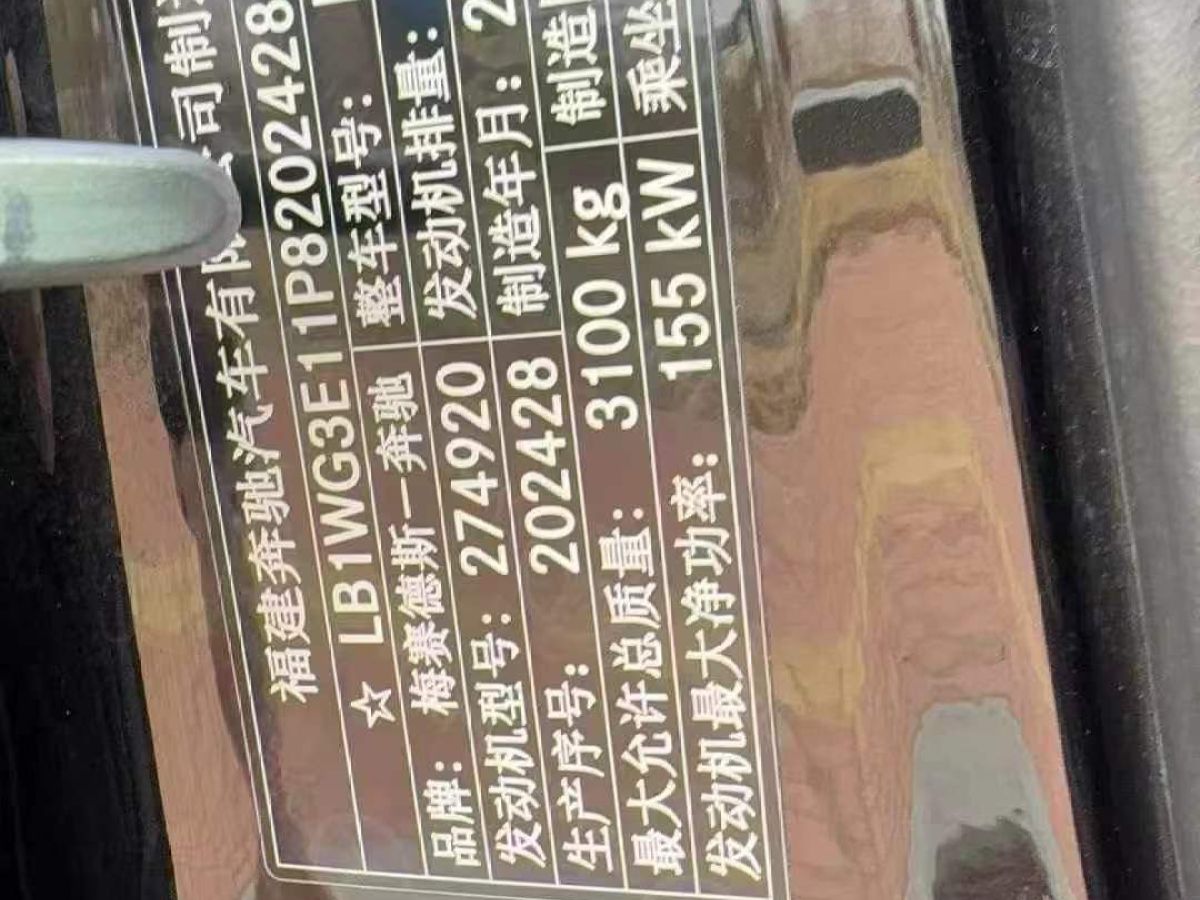 福建奔驰汽车有限公司制造
☆ LB1WG3E11P8202428
品牌: 梅赛德斯－奔驰 整车型号:
发动机型号: 274920 发动机排量:
生产序号: 202428 制造年月: 2
最大允许总质量: 3100 kg 制造
发动机最大净功率: 155 kW 乘坐